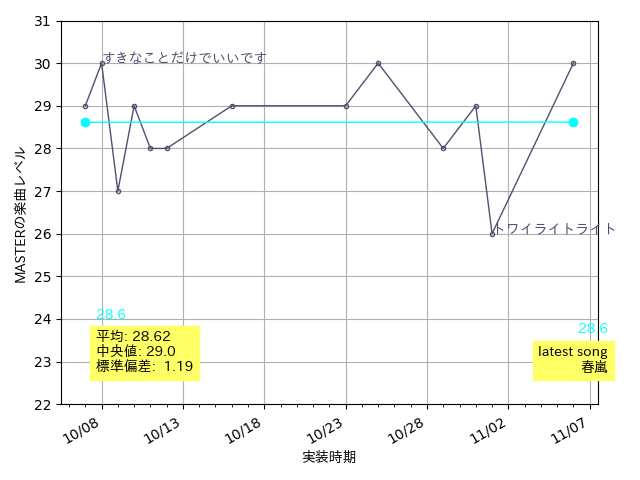 31
30
29
28
27
26
25
24
23
22
MASTERの楽曲レベル
すきなことだけでいいです
トワイライトライト
28.6
28.6
平均: 28.62
中央値: 29.0
標準偏差: 1.19
latest song
春嵐
10/08
10/13
10/18
10/23
10/28
11/02
11/07
実装時期